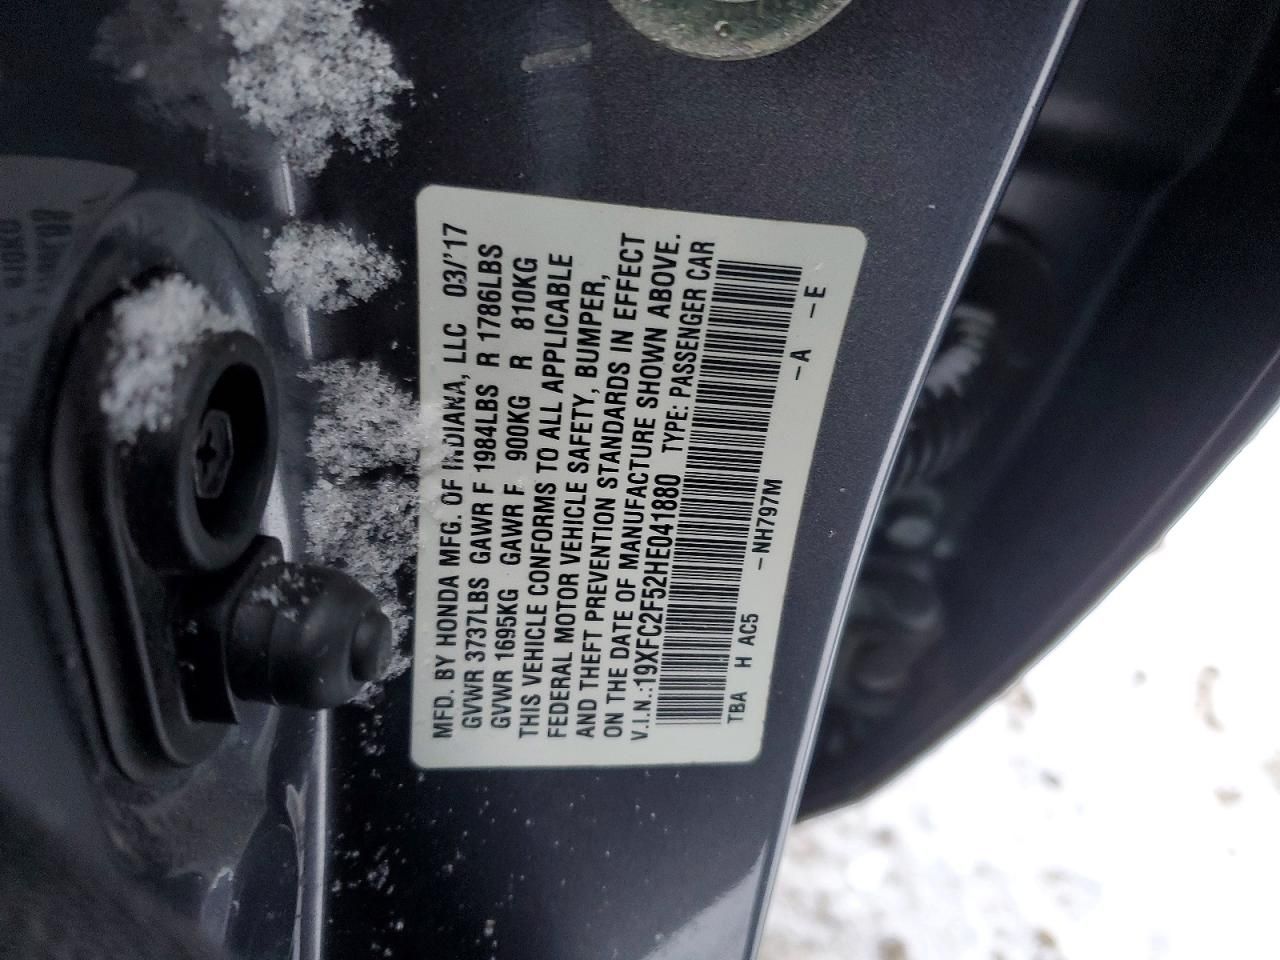 MFD. BY HONDA MFG. OF INDIANA, LLC 03/'17
GVWR 3737LBS GAWR F 1984LBS R 1786LBS
GVWR 1695KG GAWR F 900KG R 810KG
THIS VEHICLE CONFORMS TO ALL APPLICABLE
FEDERAL MOTOR VEHICLE SAFETY, BUMPER,
AND THEFT PREVENTION STANDARDS IN EFFECT
ON THE DATE OF MANUFACTURE SHOWN ABOVE.
V.I.N.:19XFC2F52HE041880 TYPE: PASSENGER CAR
TBA H AC5 -NH797M -A -E